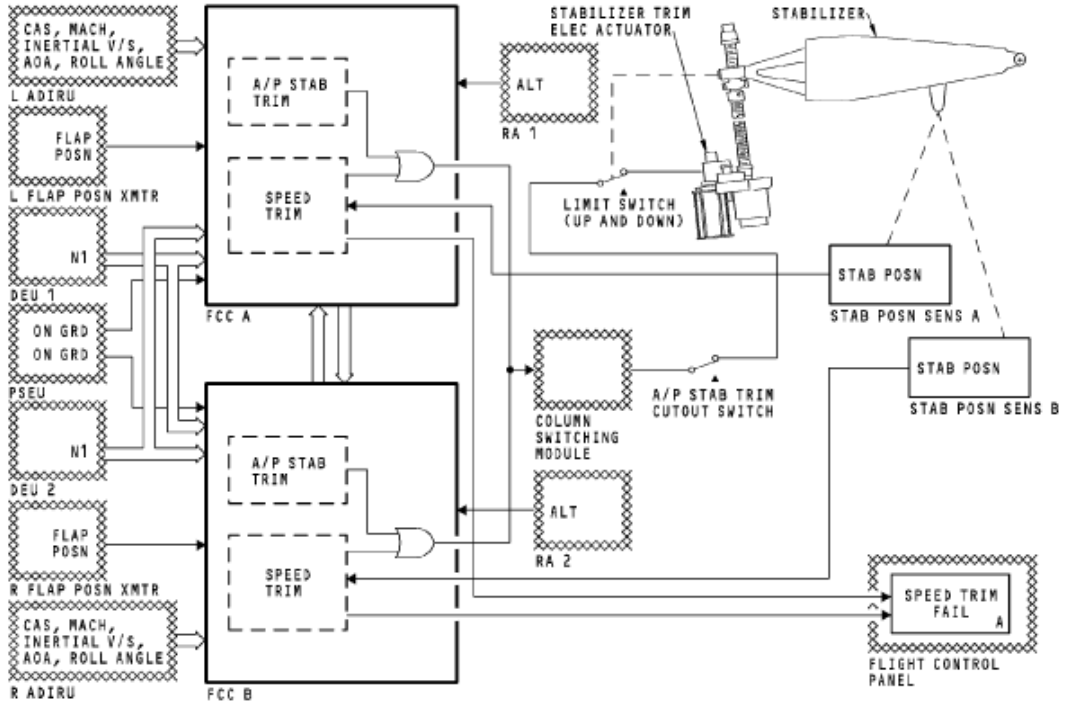 CAS, MACH,
INERTIAL V/S,
AOA, ROLL ANGLE
L ADIRU
FLAP
POSN
L FLAP POSN XMTR
N1
DEU 1
ON GRD
ON GRD
PSEU
N1
DEU 2
FLAP
POSN
R FLAP POSN XMTR
CAS, MACH,
INERTIAL V/S,
AOA, ROLL ANGLE
R ADIRU
A/P STAB
TRIM
SPEED
TRIM
FCC A
A/P STAB
TRIM
SPEED
TRIM
FCC B
ALT
RA 1
STABILIZER TRIM
ELEC ACTUATOR
STABILIZER
LIMIT SWITCH
(UP AND DOWN)
STAB POSN
STAB POSN SENS A
STAB POSN
STAB POSN SENS B
COLUMN
SWITCHING
MODULE
A/P STAB TRIM
CUTOUT SWITCH
ALT
RA 2
SPEED TRIM
FAIL
A
FLIGHT CONTROL
PANEL